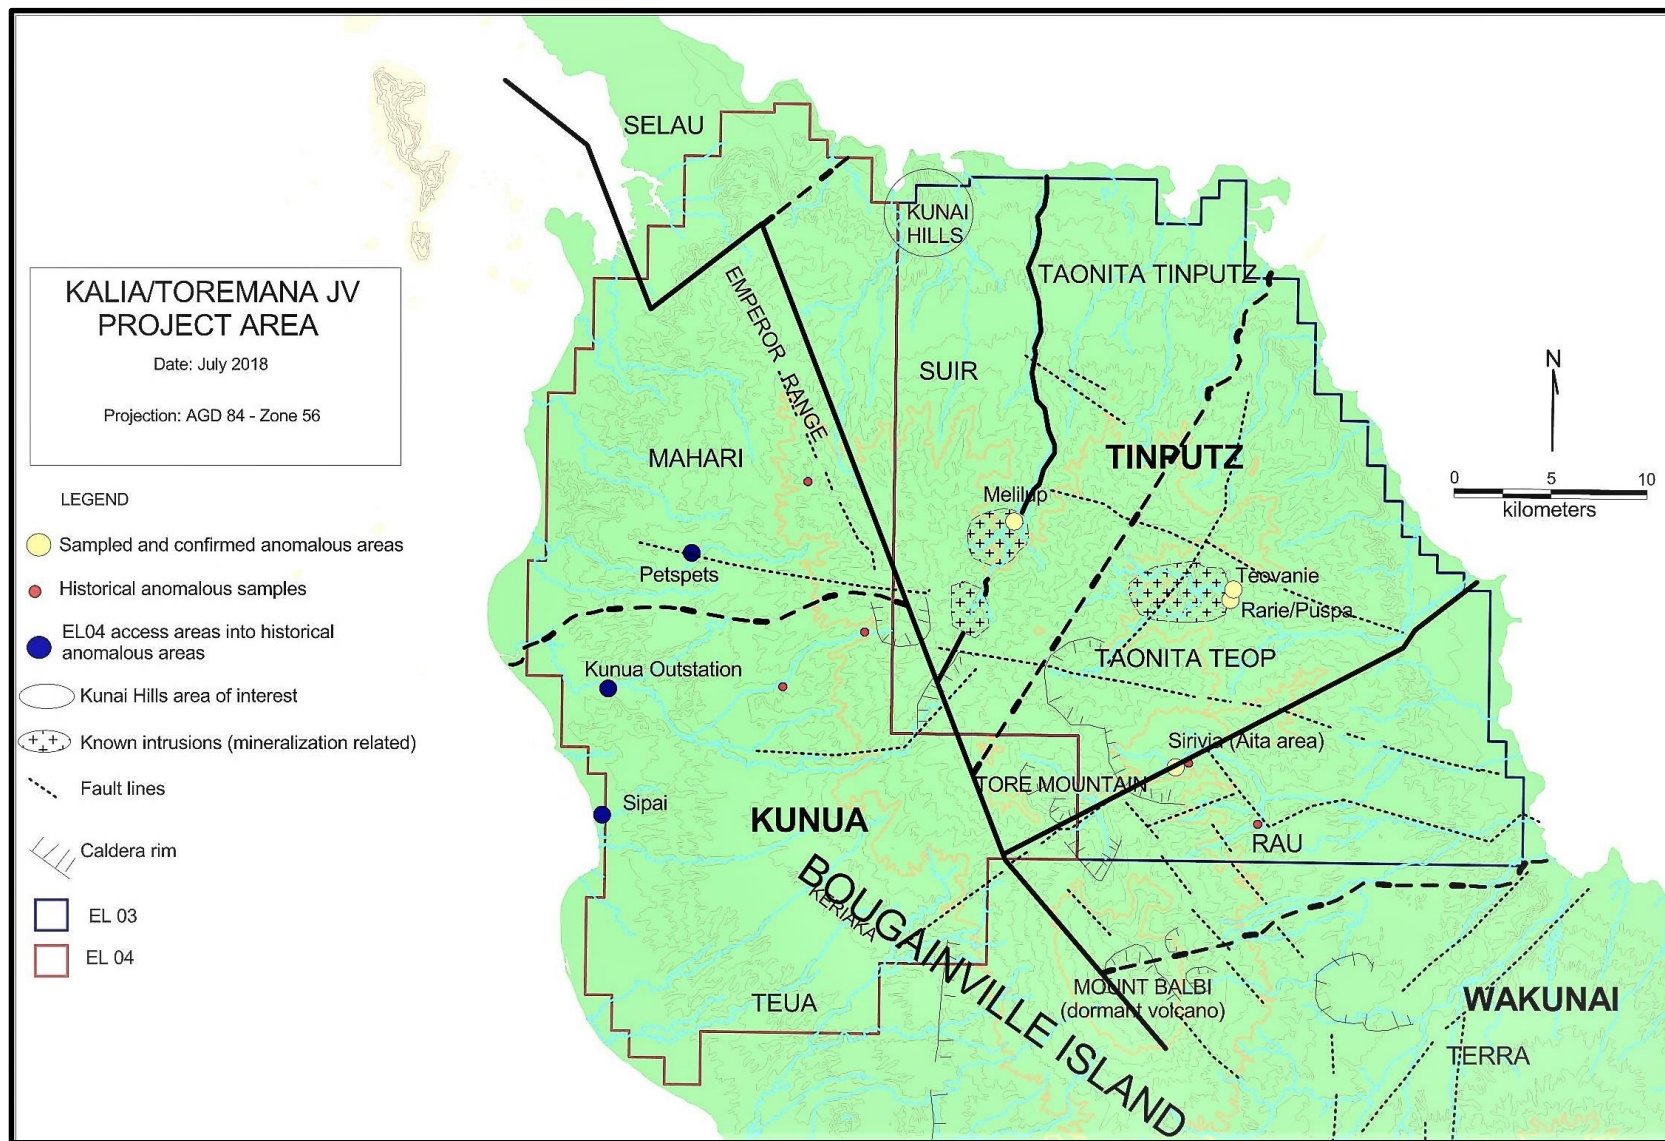 KALIA/TOREMANA JV
PROJECT AREA
Date: July 2018
Projection: AGD 84 - Zone 56
LEGEND
Sampled and confirmed anomalous areas
Historical anomalous samples
EL04 access areas into historical
anomalous areas
Kunai Hills area of interest
Known intrusions (mineralization related)
Fault lines
Caldera rim
EL 03
EL 04
SELAU
KUNAI
HILLS
EMPEROR RANGE
TAONITA TINPUTZ
SUIR
MAHARI
TINPUTZ
Melilup
Petspets
Teovanie
Rarie/Puspa
Kunua Outstation
TAONITA TEOP
Sirivia (Aita area)
TORE MOUNTAIN
Sipai
KUNUA
RAU
BOUGAINVILLE ISLAND
KERIAKA
TEUA
MOUNT BALBI
(dormant volcano)
WAKUNAI
TERRA
N
0 5 10
kilometers